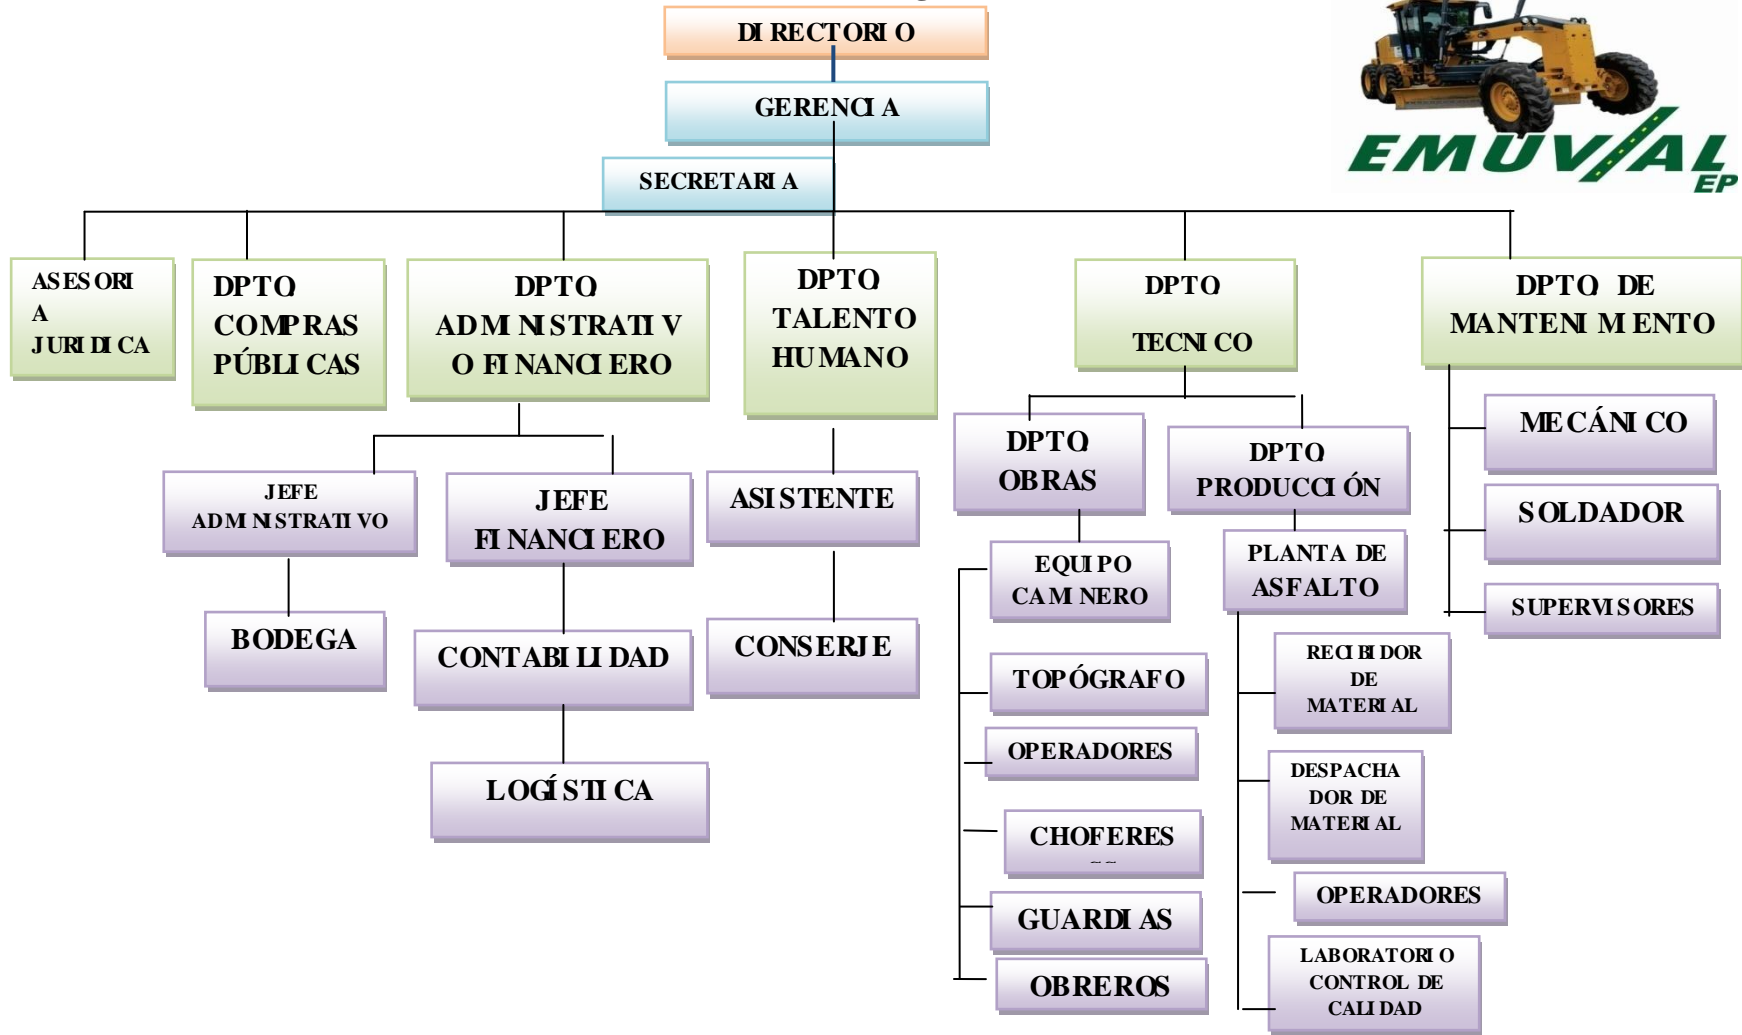 DIRECTORIO
GERENCIA
SECRETARIA
EMUVIAL
EP
ASESORI
A
JURIDICA
DPTO.
COMPRAS
PÚBLICAS
DPTO.
ADMINISTRATIV
O FINANCIERO
DPTO.
TALENTO
HUMANO
DPTO.
TECNICO
DPTO. DE
MANTENIMIENTO
JEFE
ADMINISTRATIVO
BODEGA
JEFE
FINANCIERO
CONTABILIDAD
LOGÍSTICA
ASISTENTE
CONSERJE
DPTO.
OBRAS
EQUIPO
CAMINERO
TOPÓGRAFO
OPERADORES
CHOFERES
GUARDIAS
OBREROS
DPTO.
PRODUCCIÓN
PLANTA DE
ASFALTO
RECIBIDOR
DE
MATERIAL
DESPACHA
DOR DE
MATERIAL
OPERADORES
LABORATORIO
CONTROL DE
CALIDAD
MECÁNICO
SOLDADOR
SUPERVISORES